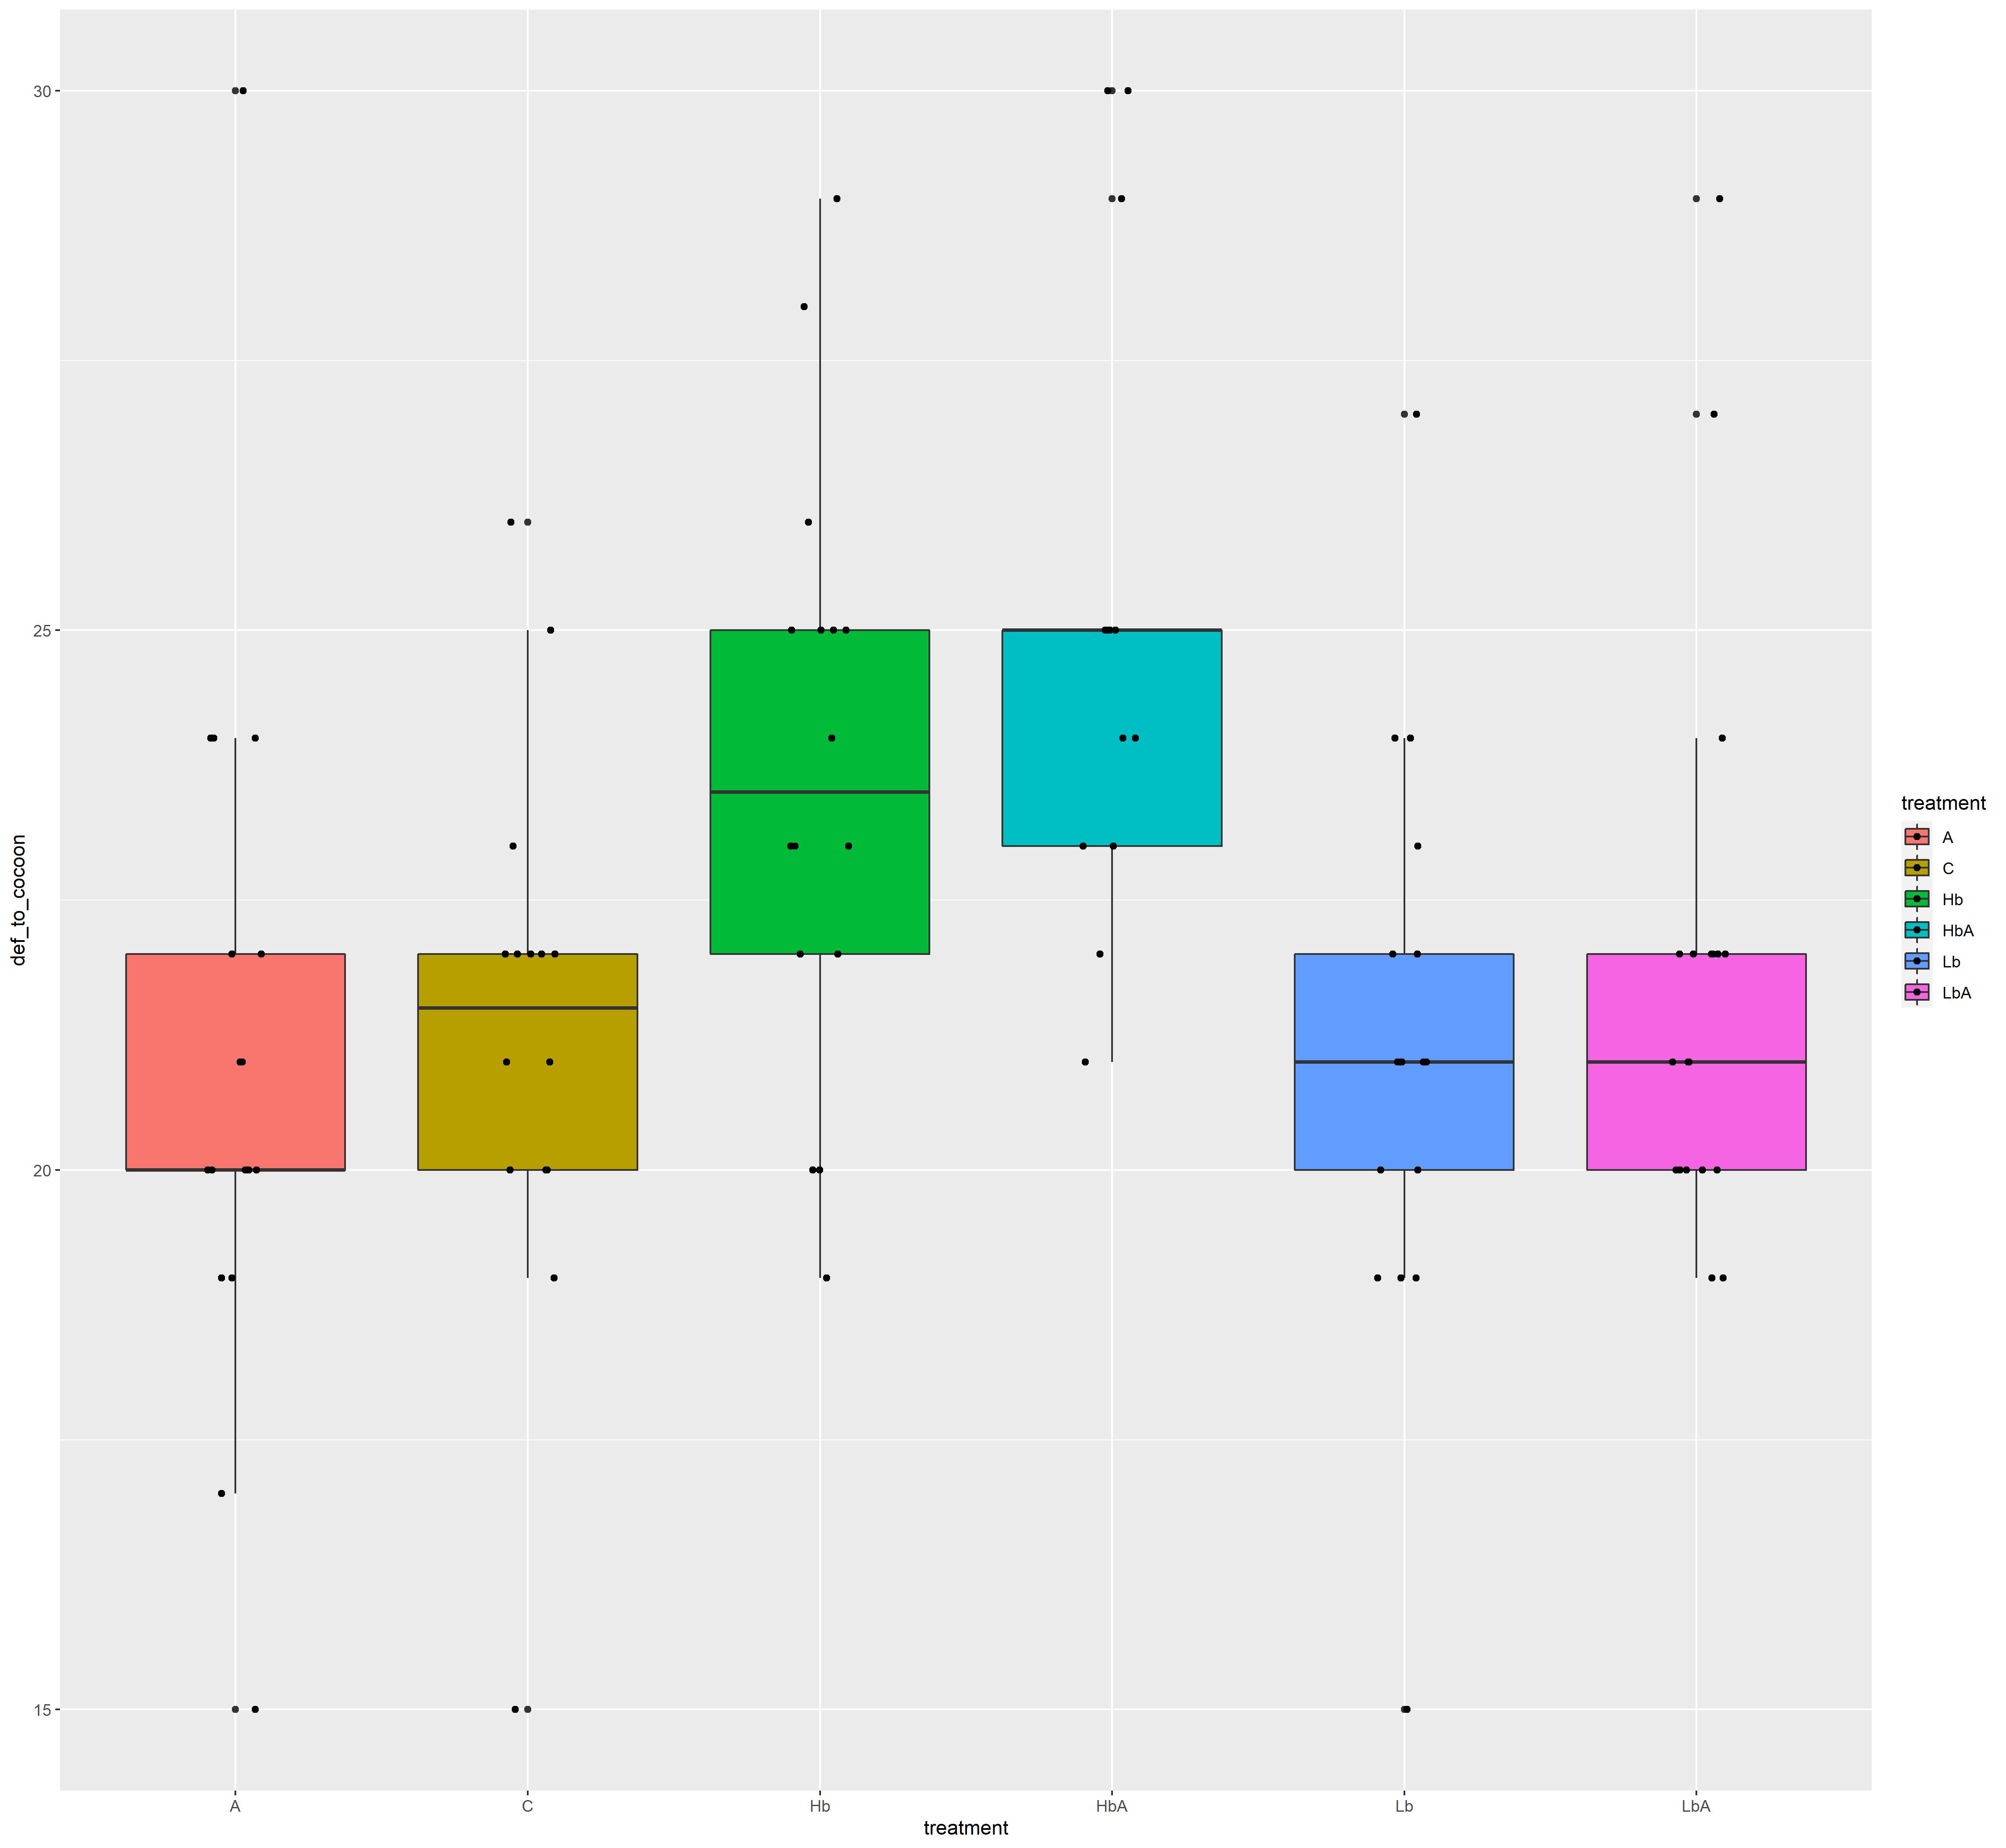 30
25
20
15
def_to_cocoon
A
C
Hb
HbA
Lb
LbA
treatment
treatment
A
C
Hb
HbA
Lb
LbA